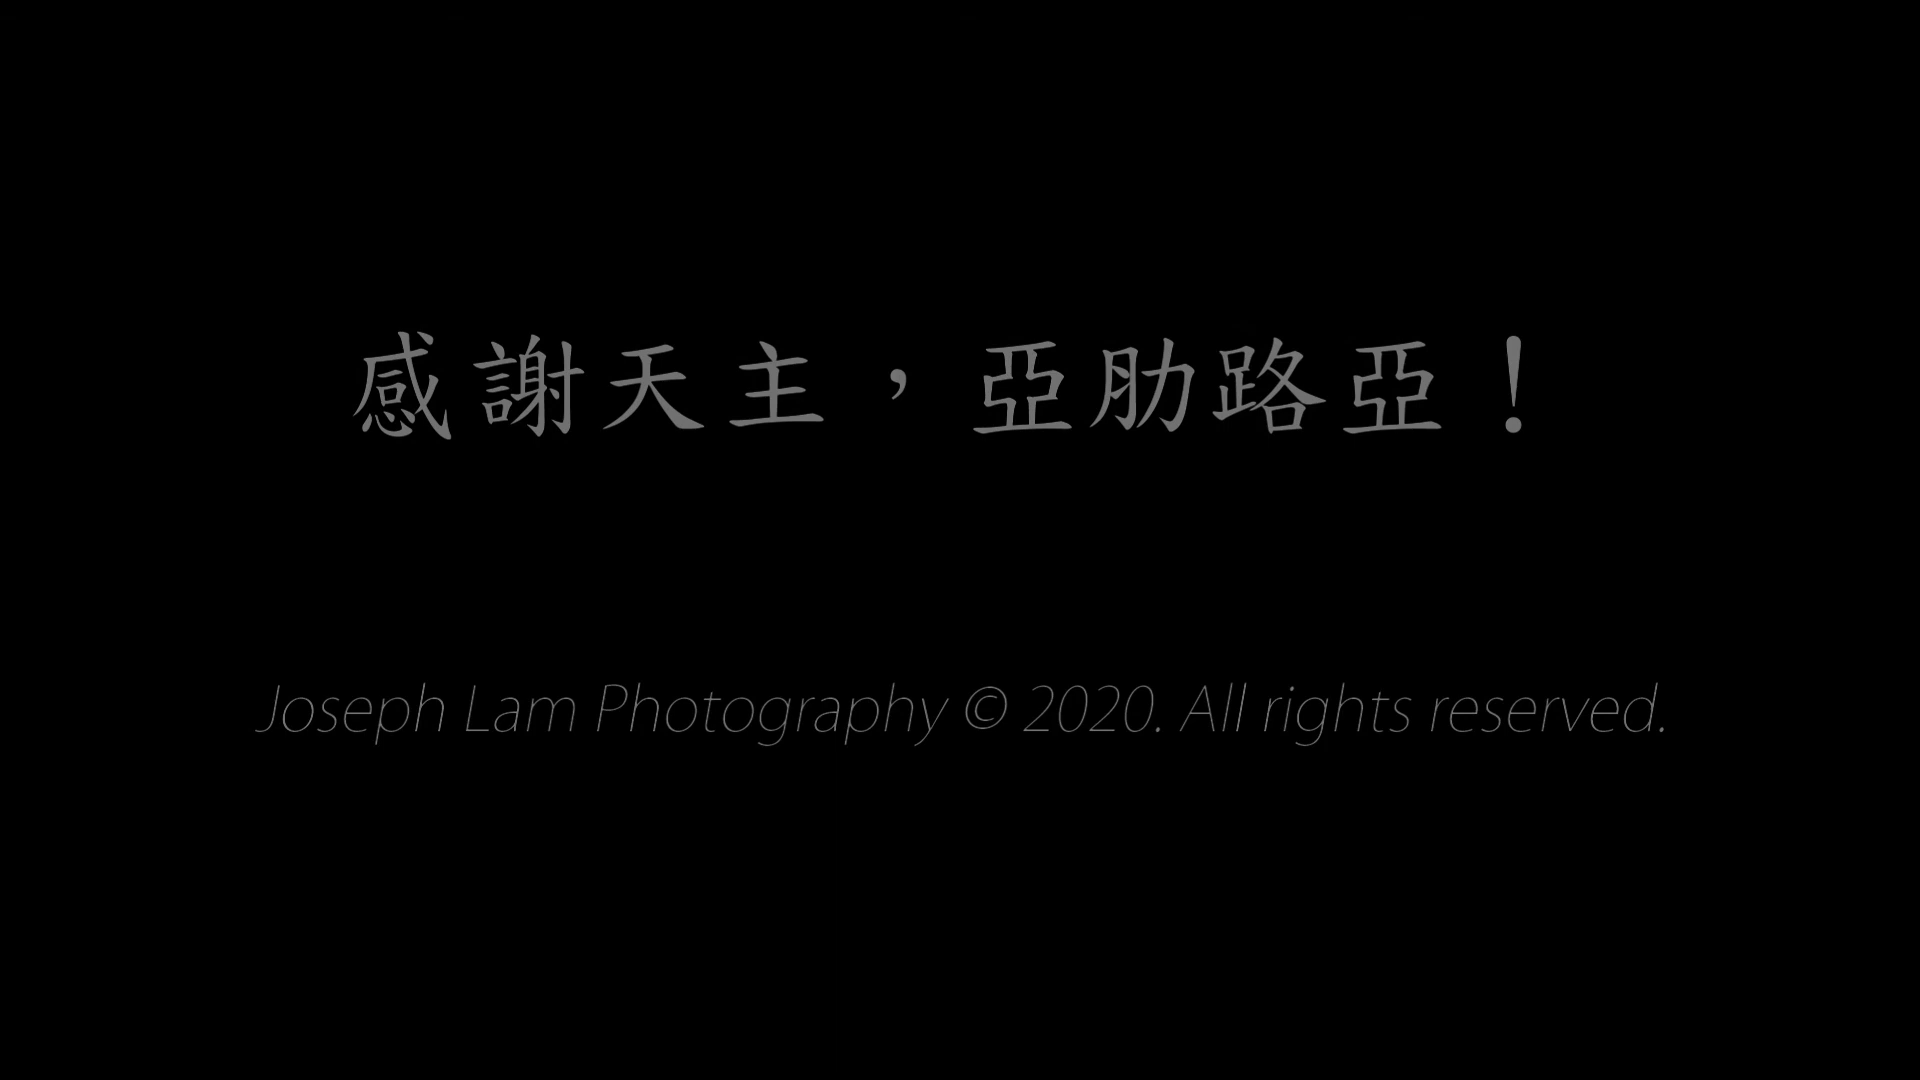 感謝天主，亞肋路亞！
Joseph Lam Photography © 2020. All rights reserved.